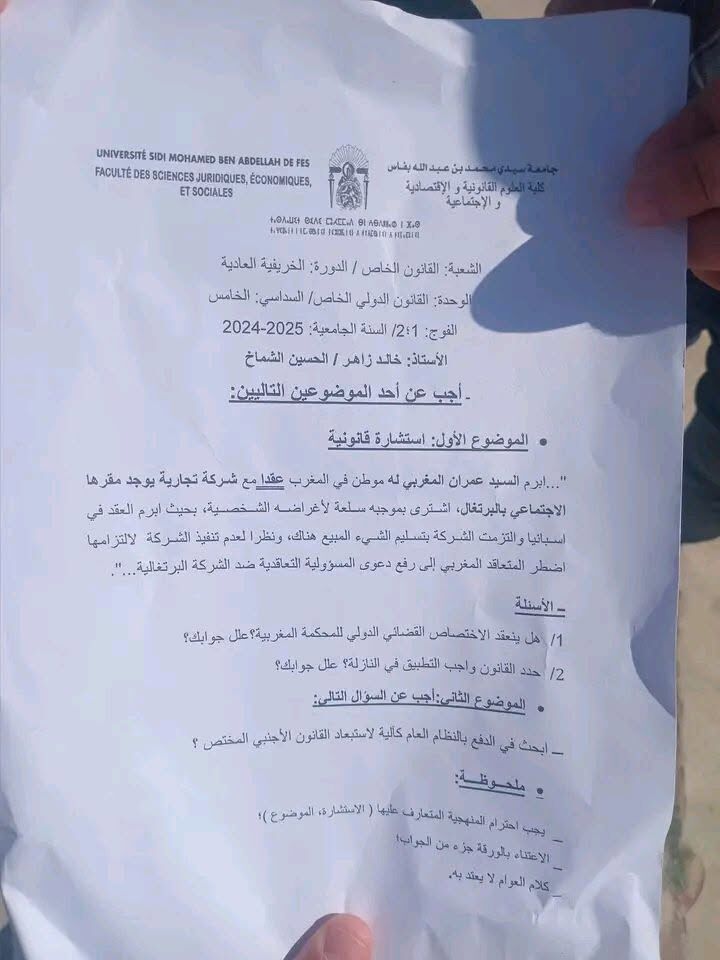 UNIVERSITÉ SIDI MOHAMED BEN ABDELLAH DE FES
FACULTÉ DES SCIENCES JURIDIQUES, ÉCONOMIQUES,
ET SOCIALES
جامعة سيدي محمد بن عبد الله بفاس
كلية العلوم القانونية و الإقتصادية
و الإجتماعية
الشعبة: القانون الخاص / الدورة: الخريفية العادية
الوحدة: القانون الدولي الخاص/ السداسي: الخامس
الفوج: 1؛2/ السنة الجامعية: 2025-2024
الأستاذ: خالد زاهر / الحسين الشماخ
- أجب عن أحد الموضوعين التاليين:
• الموضوع الأول: استشارة قانونية
"...ابرم السيد عمران المغربي له موطن في المغرب عقدا مع شركة تجارية يوجد مقرها
الاجتماعي بالبرتغال، اشترى بموجبه سلعة لأغراضه الشخصية، بحيث ابرم العقد في
اسبانيا والتزمت الشركة بتسليم الشيء المبيع هناك، ونظرا لعدم تنفيذ الشركة لالتزامها
اضطر المتعاقد المغربي إلى رفع دعوى المسؤولية التعاقدية ضد الشركة البرتغالية...".
– الأسئلة
1/ هل ينعقد الاختصاص القضائي الدولي للمحكمة المغربية؟علل جوابك؟
2/ حدد القانون واجب التطبيق في النازلة؟ علل جوابك؟
• الموضوع الثاني:أجب عن السؤال التالي:
– ابحث في الدفع بالنظام العام كآلية لاستبعاد القانون الأجنبي المختص ؟
• ملحوظة:
– يجب احترام المنهجية المتعارف عليها ( الاستشارة، الموضوع )؛
– الاعتناء بالورقة جزء من الجواب؛
– كلام العوام لا يعتد به.